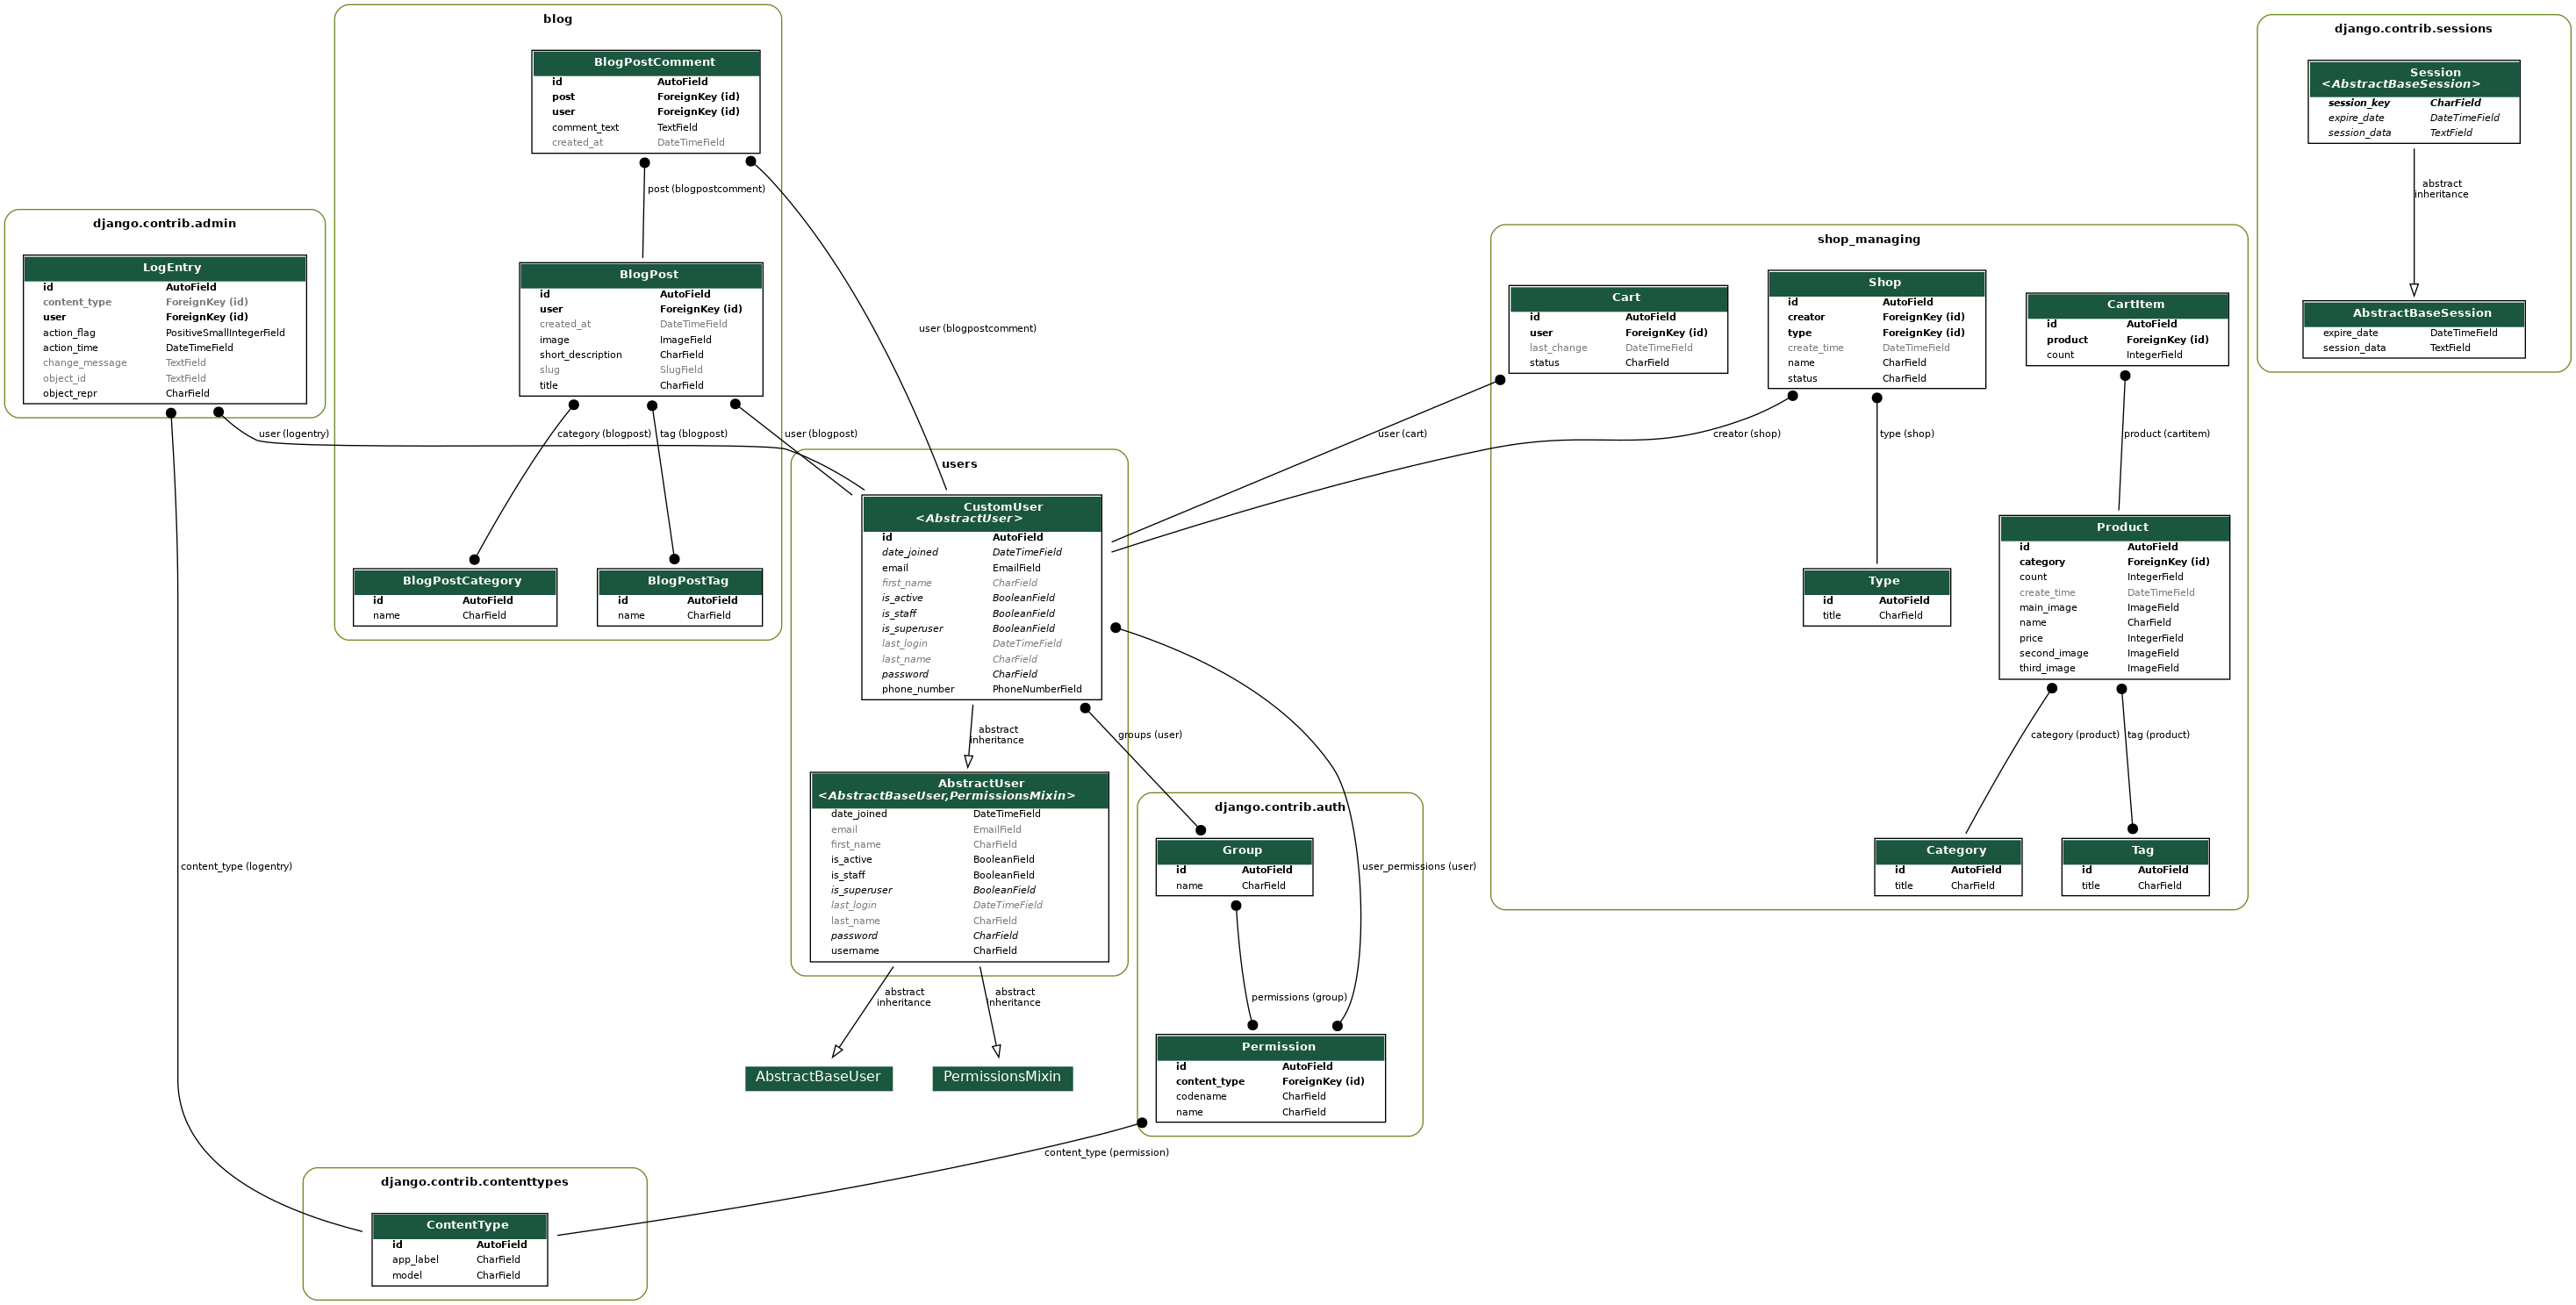 blog
BlogPostComment
id AutoField
post ForeignKey (id)
user ForeignKey (id)
comment_text TextField
created_at DateTimeField
post (blogpostcomment)
user (blogpostcomment)
BlogPost
id AutoField
user ForeignKey (id)
created_at DateTimeField
image ImageField
short_description CharField
slug SlugField
title CharField
category (blogpost)
tag (blogpost)
user (blogpost)
BlogPostCategory
id AutoField
name CharField
BlogPostTag
id AutoField
name CharField
django.contrib.admin
LogEntry
id AutoField
content_type ForeignKey (id)
user ForeignKey (id)
action_flag PositiveSmallIntegerField
action_time DateTimeField
change_message TextField
object_id TextField
object_repr CharField
user (logentry)
content_type (logentry)
users
CustomUser
<AbstractUser>
id AutoField
date_joined DateTimeField
email EmailField
first_name CharField
is_active BooleanField
is_staff BooleanField
is_superuser BooleanField
last_login DateTimeField
last_name CharField
password CharField
phone_number PhoneNumberField
abstract
inheritance
groups (user)
user_permissions (user)
AbstractUser
<AbstractBaseUser,PermissionsMixin>
date_joined DateTimeField
email EmailField
first_name CharField
is_active BooleanField
is_staff BooleanField
is_superuser BooleanField
last_login DateTimeField
last_name CharField
password CharField
username CharField
abstract
inheritance
abstract
inheritance
AbstractBaseUser
PermissionsMixin
django.contrib.auth
Group
id AutoField
name CharField
permissions (group)
Permission
id AutoField
content_type ForeignKey (id)
codename CharField
name CharField
content_type (permission)
django.contrib.contenttypes
ContentType
id AutoField
app_label CharField
model CharField
shop_managing
Cart
id AutoField
user ForeignKey (id)
last_change DateTimeField
status CharField
user (cart)
Shop
id AutoField
creator ForeignKey (id)
type ForeignKey (id)
create_time DateTimeField
name CharField
status CharField
creator (shop)
type (shop)
CartItem
id AutoField
product ForeignKey (id)
count IntegerField
product (cartitem)
Type
id AutoField
title CharField
Product
id AutoField
category ForeignKey (id)
count IntegerField
create_time DateTimeField
main_image ImageField
name CharField
price IntegerField
second_image ImageField
third_image ImageField
category (product)
tag (product)
Category
id AutoField
title CharField
Tag
id AutoField
title CharField
django.contrib.sessions
Session
<AbstractBaseSession>
session_key CharField
expire_date DateTimeField
session_data TextField
abstract
inheritance
AbstractBaseSession
expire_date DateTimeField
session_data TextField